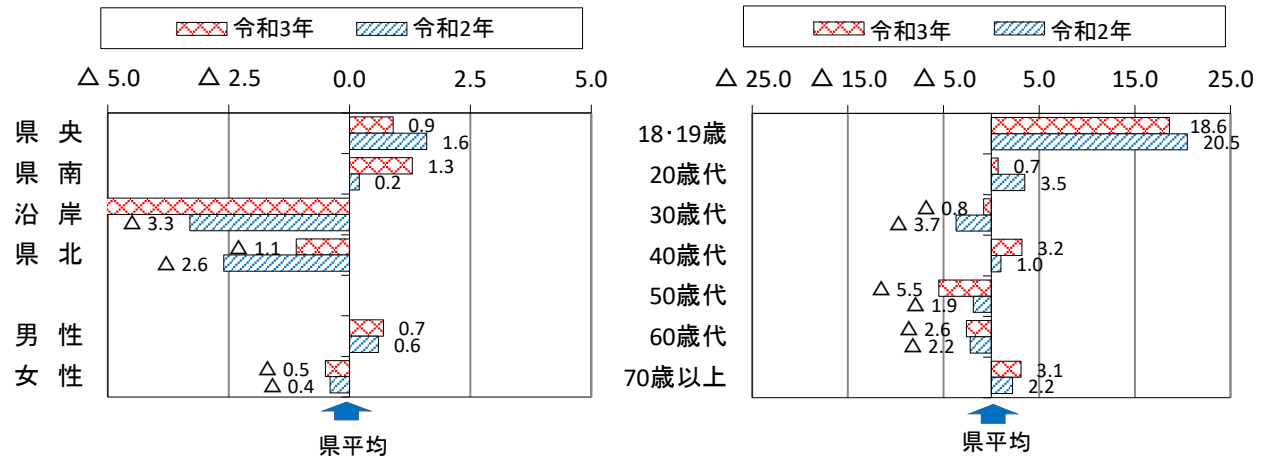 令和3年 令和2年
△ 5.0 △ 2.5 0.0 2.5 5.0
県 央 0.9
1.6
県 南 1.3
0.2
沿 岸
△ 3.3
県 北 △ 1.1
△ 2.6
男 性 0.7
0.6
女 性 △ 0.5
△ 0.4
県平均
令和3年 令和2年
△ 25.0 △ 15.0 △ 5.0 5.0 15.0 25.0
18･19歳 18.6
20.5
20歳代 0.7
3.5
30歳代 △ 0.8
△ 3.7
40歳代 3.2
1.0
50歳代 △ 5.5
△ 1.9
60歳代 △ 2.6
△ 2.2
70歳以上 3.1
2.2
県平均